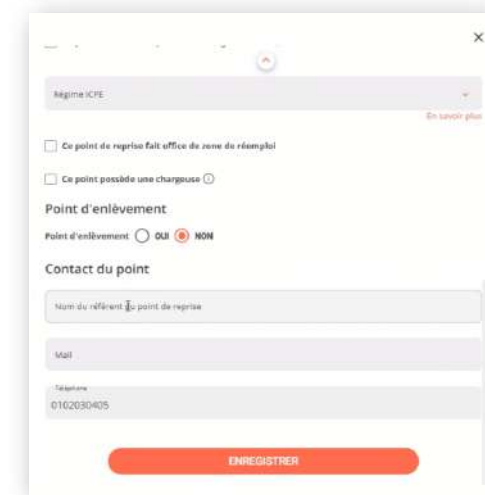 Régime ICPE
En savoir plus
Ce point de reprise fait office de zone de réemploi
Ce point possède une chargeuse
Point d'enlèvement
Point d'enlèvement OUI NON
Contact du point
Nom du référent du point de reprise
Mail
Téléphone
0102030405
ENREGISTRER